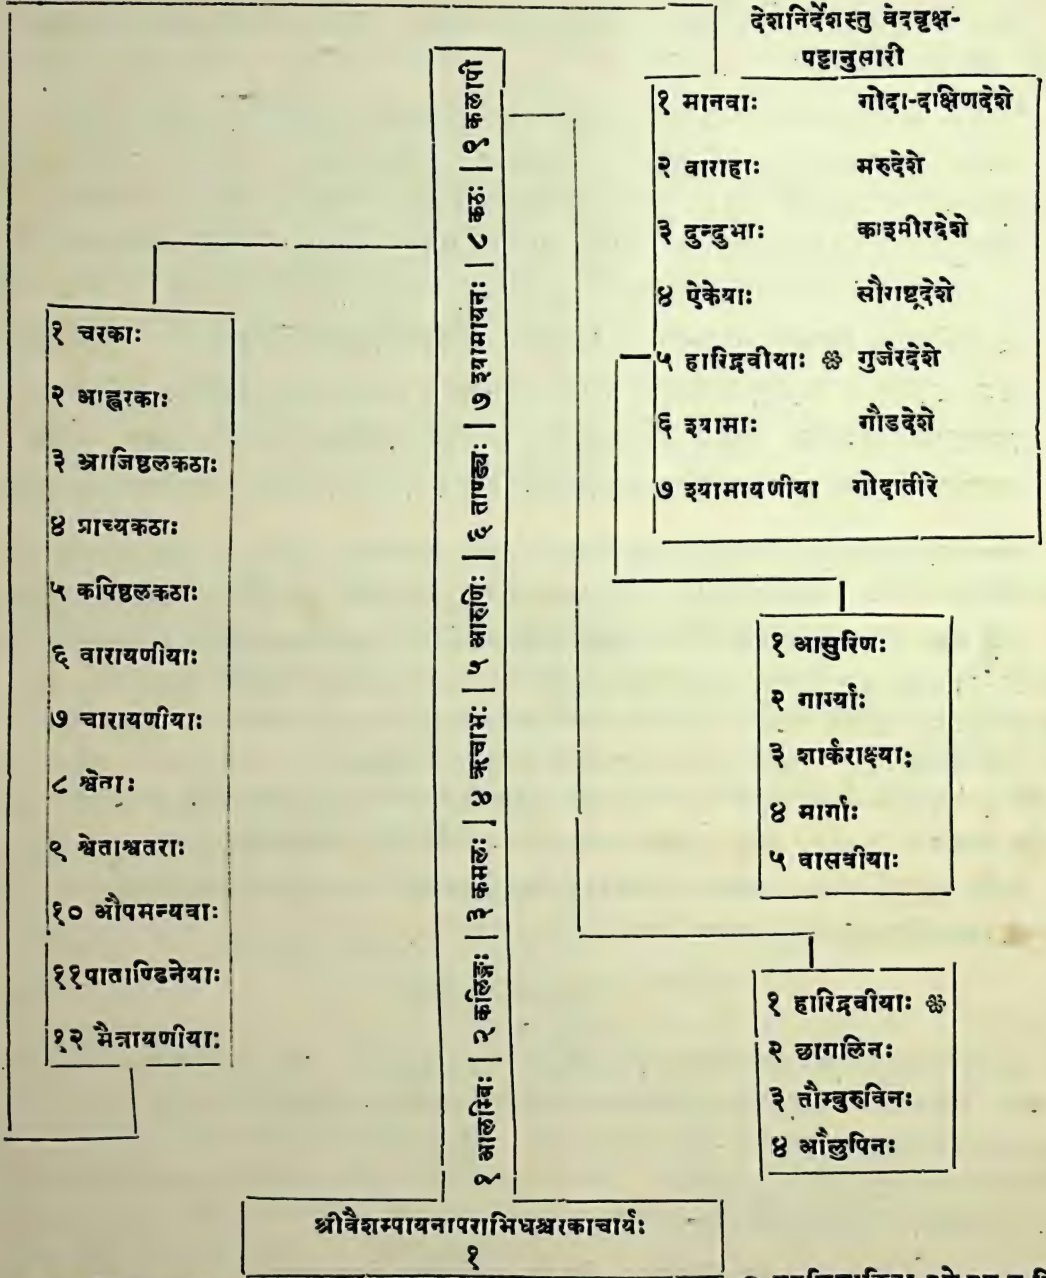 देशनिर्देशस्तु वेदवृक्ष-
पट्टानुसारी
१ मानवाः गोदा-दाक्षिणदेशे
२ वाराहाः मरुदेशे
३ दुन्दुभाः काश्मीरदेशे
४ ऐकेयाः सौराष्ट्रदेशे
५ हारिद्रवीयाः ❊ गुर्जरदेशे
६ श्यामाः गौडदेशे
७ श्यामायणीया गोदातीरे
१ चरकाः
२ आह्वरकाः
३ भ्राजिष्ठलकठाः
४ प्राच्यकठाः
५ कपिष्ठलकठाः
६ वारायणीयाः
७ चारायणीयाः
८ श्वेताः
९ श्वेताश्वतराः
१० औपमन्यवाः
११ पाताण्डिनेयाः
१२ मैत्रायणीयाः
१ आलम्बिः | २ कलिङ्गः | ३ कमलः | ४ ऋचाभः | ५ आरुणिः | ६ ताण्ड्यः | ७ श्यामायनः | ८ कठः | ९ कलापी
१ आसुरिणः
२ गार्ग्याः
३ शार्कराक्ष्याः
४ मार्गाः
५ वासवीयाः
१ हारिद्रवीयाः ❊
२ छागलिनः
३ तौम्बुरुविनः
४ औलुपिनः
श्रीवैशम्पायनापराभिधश्चरकाचार्यः
१